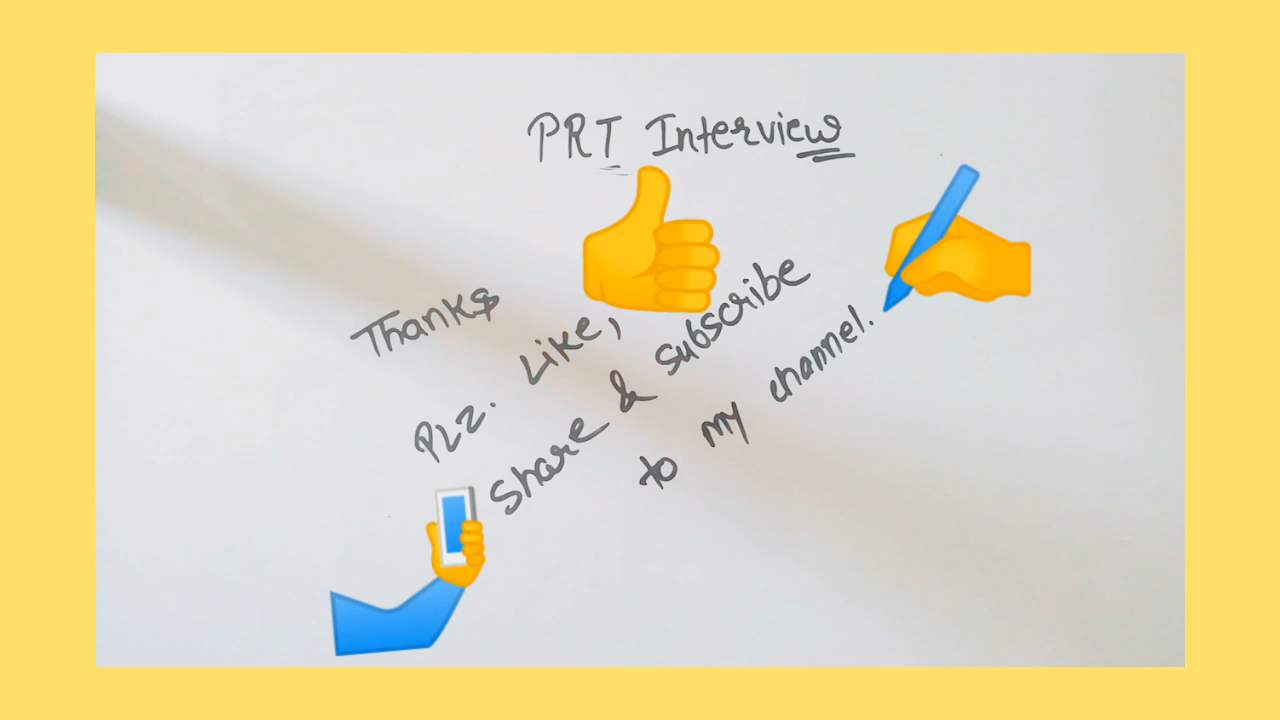 PRT Interview
Thanks
PLZ. Like,
Share & subscribe
to my channel.